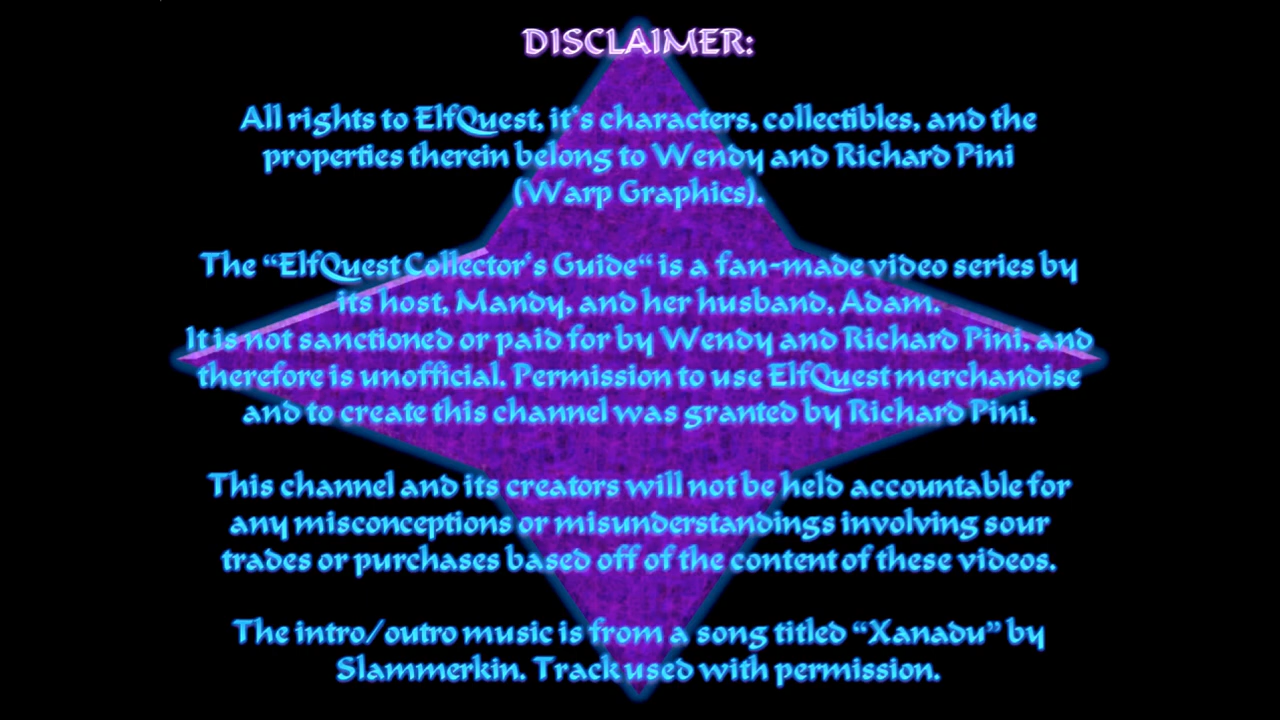 DISCLAIMER:
All rights to ElfQuest, it's characters, collectibles, and the
properties therein belong to Wendy and Richard Pini
(Warp Graphics).
The “ElfQuest Collector's Guide“ is a fan-made video series by
its host, Mandy, and her husband, Adam.
It is not sanctioned or paid for by Wendy and Richard Pini, and
therefore is unofficial. Permission to use ElfQuest merchandise
and to create this channel was granted by Richard Pini.
This channel and its creators will not be held accountable for
any misconceptions or misunderstandings involving sour
trades or purchases based off of the content of these videos.
The intro/outro music is from a song titled “Xanadu” by
Slammerkin. Track used with permission.